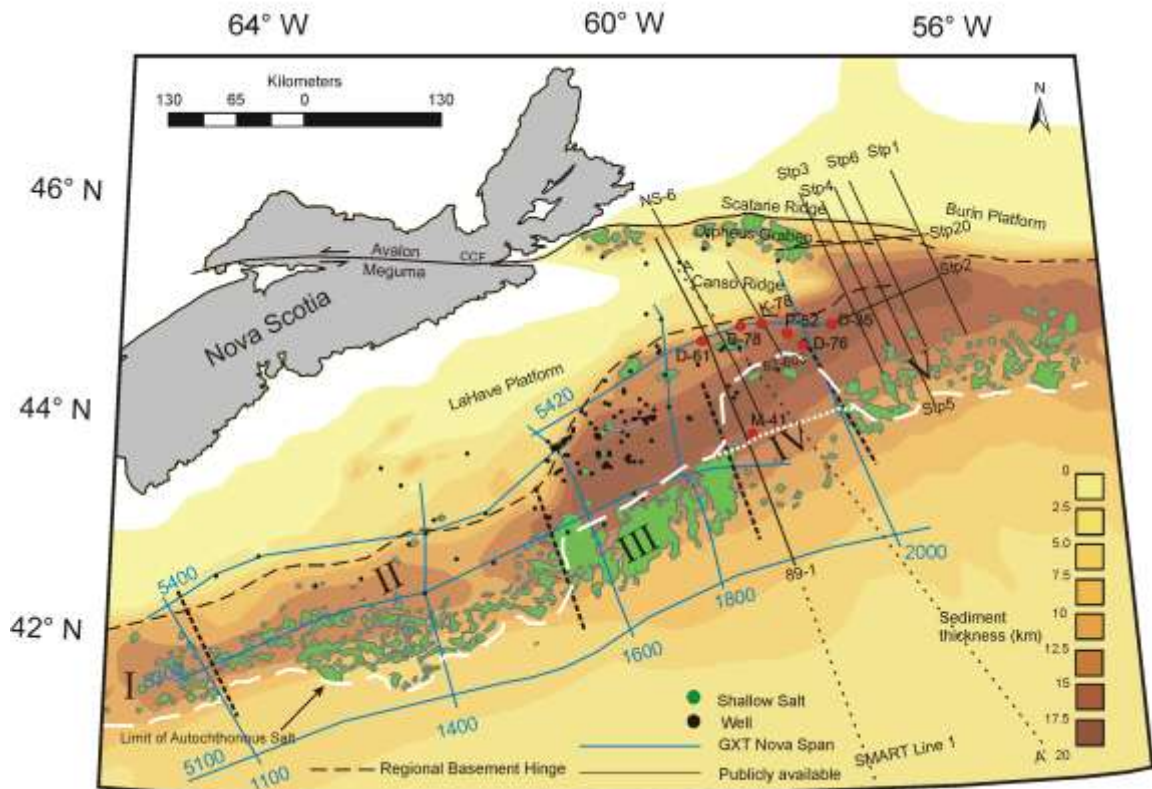 64° W
60° W
56° W
Kilometers
130 65 0 130
N
46° N
44° N
42° N
Stp3
Stp6
Stp1
Stp4
NS-6
Scatarie Ridge
Burin Platform
Orpheus Graben
Stp20
Stp2
Avalon
CCF
Meguma
Nova Scotia
Canso Ridge
K-78
D-61
D-76
LaHave Platform
5420
M-41
V
Stp5
IV
III
II
I
5400
5100
1100
1400
1600
1800
89-1
2000
Limit of Autochthonous Salt
Sediment
thickness (km)
0
2.5
5.0
7.5
10
12.5
15
17.5
20
Shallow Salt
Well
GXT Nova Span
Regional Basement Hinge
Publicly available
SMART Line 1
A'